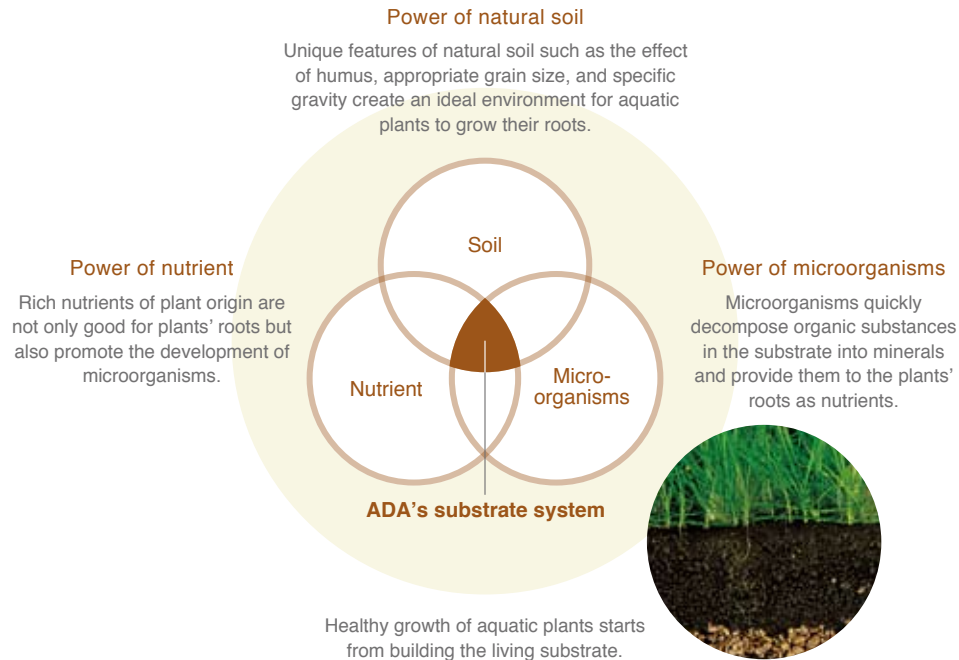 Power of natural soil
Unique features of natural soil such as the effect
of humus, appropriate grain size, and specific
gravity create an ideal environment for aquatic
plants to grow their roots.
Soil
Power of nutrient
Rich nutrients of plant origin are
not only good for plants’ roots but
also promote the development of
microorganisms.
Nutrient
Micro-
organisms
Power of microorganisms
Microorganisms quickly
decompose organic substances
in the substrate into minerals
and provide them to the plants’
roots as nutrients.
ADA’s substrate system
Healthy growth of aquatic plants starts
from building the living substrate.